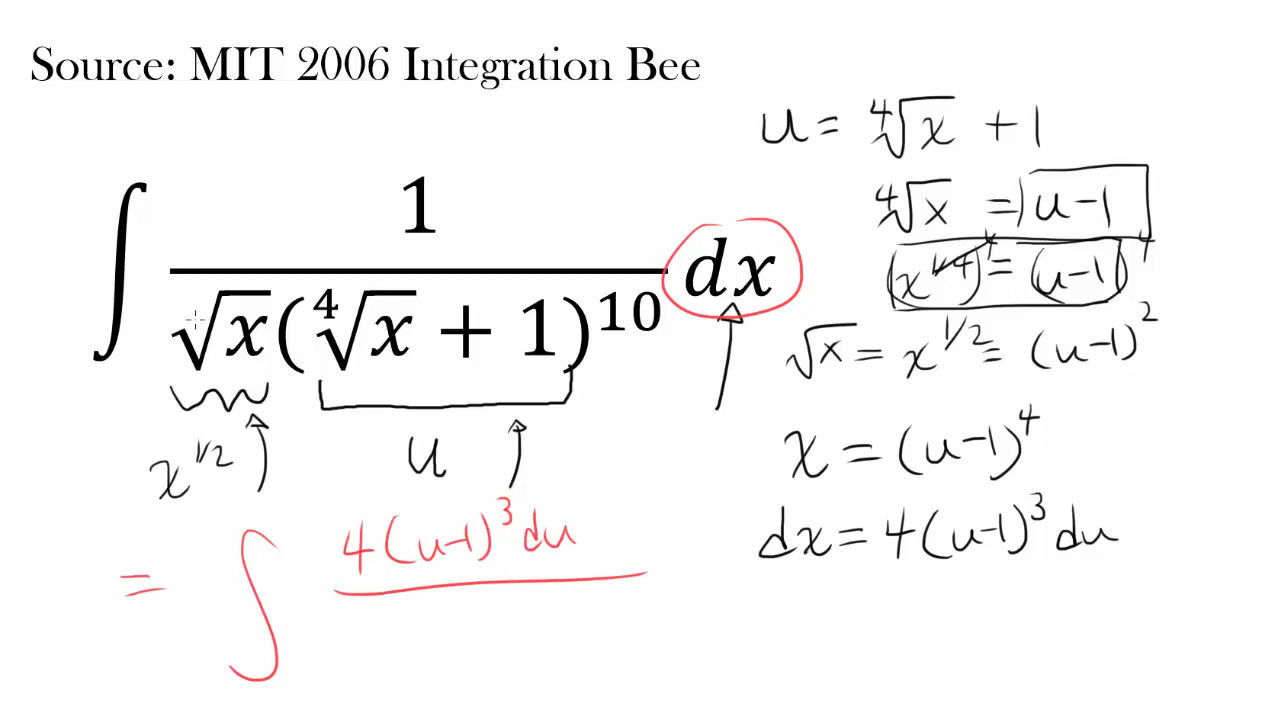 Source: MIT 2006 Integration Bee
u = ∜x + 1
∜x = u-1
(x^1/4)^4 = (u-1)^4
∫ 1 / √x(∜x + 1)^10 dx
√x = x^1/2 = (u-1)^2
x^1/2 u
x = (u-1)^4
dx = 4(u-1)^3 du
= ∫ 4(u-1)^3 du